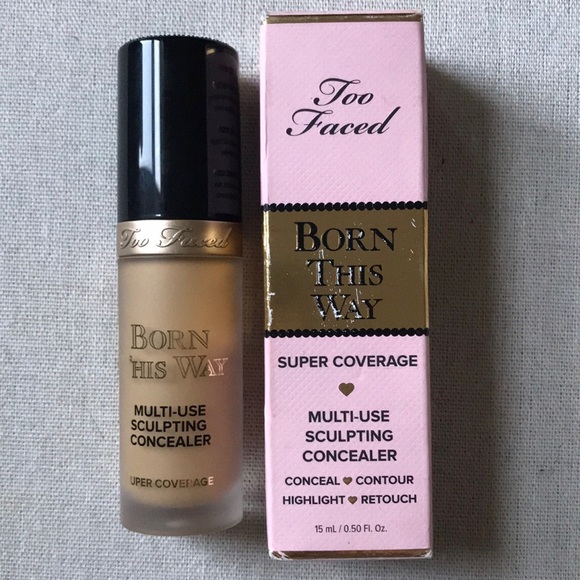 Too Faced
BORN
THIS WAY
MULTI-USE
SCULPTING
CONCEALER
UPER COVERAGE
Too
Faced
BORN
THIS
WAY
SUPER COVERAGE
MULTI-USE
SCULPTING
CONCEALER
CONCEAL ♥ CONTOUR
HIGHLIGHT ♥ RETOUCH
15 mL / 0.50 Fl. Oz.